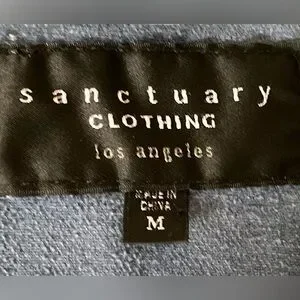 sanctuary
CLOTHING
los angeles
MADE IN
CHINA
M